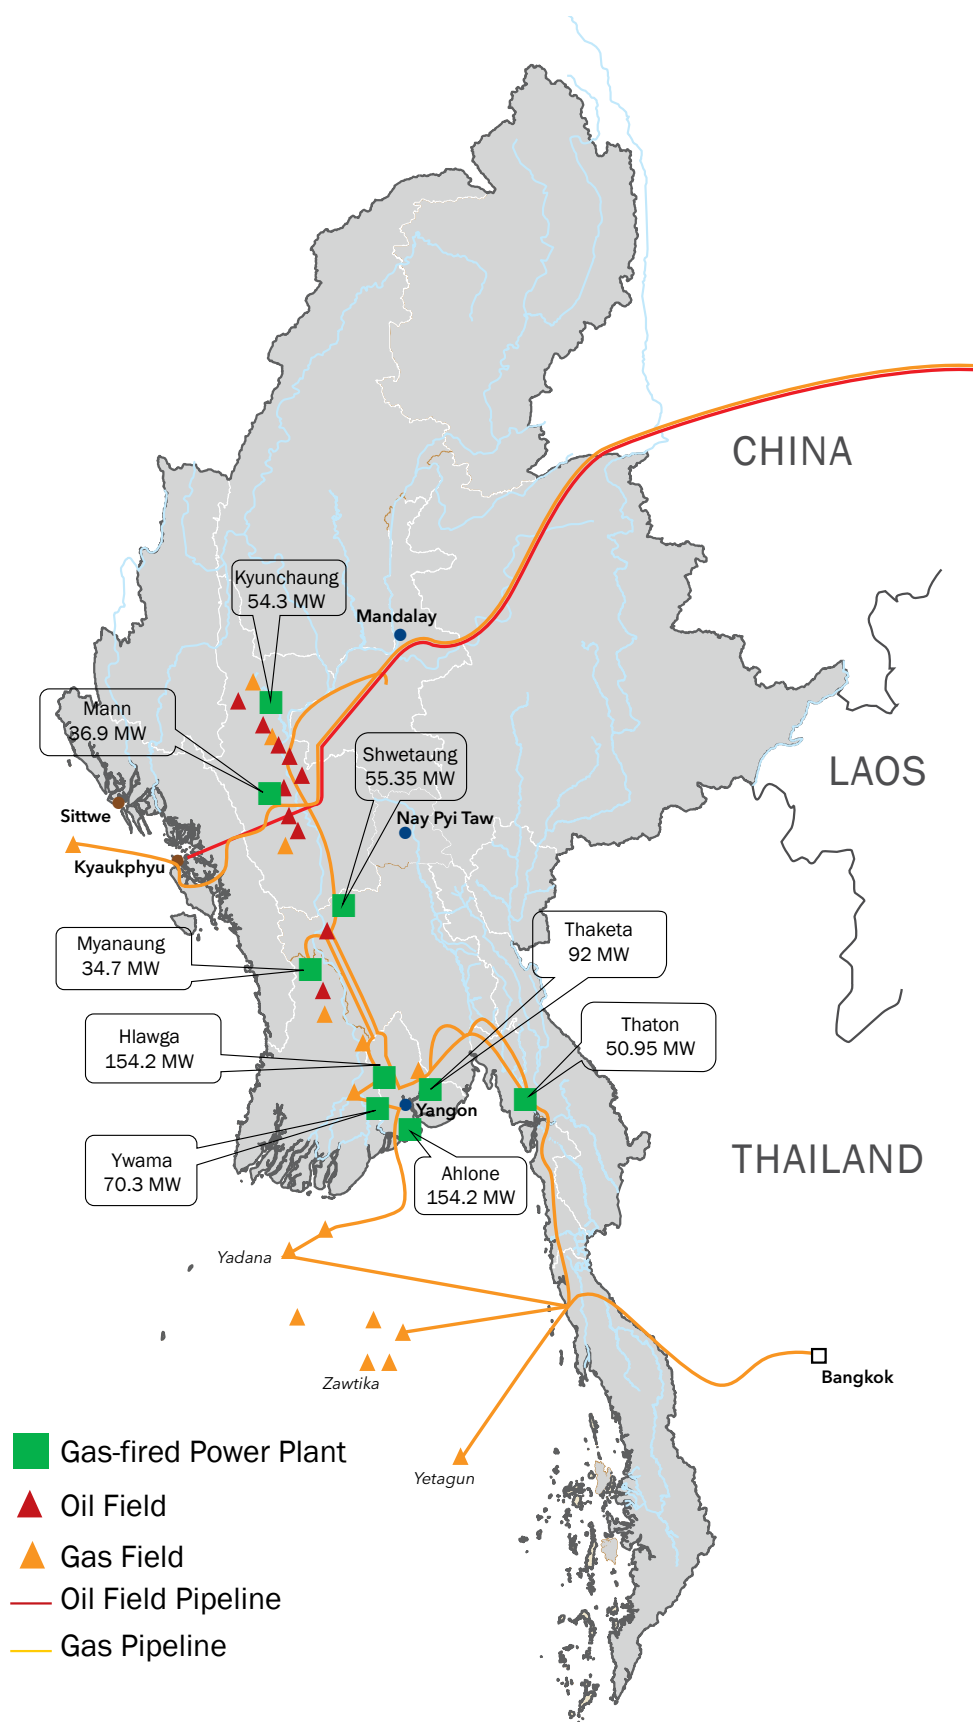 CHINA
Kyunchaung
54.3 MW
Mandalay
Mann
36.9 MW
Shwetaung
55.35 MW
LAOS
Sittwe
Nay Pyi Taw
Kyaukphyu
Thaketa
92 MW
Myanaung
34.7 MW
Hlawga
154.2 MW
Thaton
50.95 MW
Yangon
Ywama
70.3 MW
Ahlone
154.2 MW
THAILAND
Yadana
Zawtika
Bangkok
Yetagun
Gas-fired Power Plant
Oil Field
Gas Field
Oil Field Pipeline
Gas Pipeline